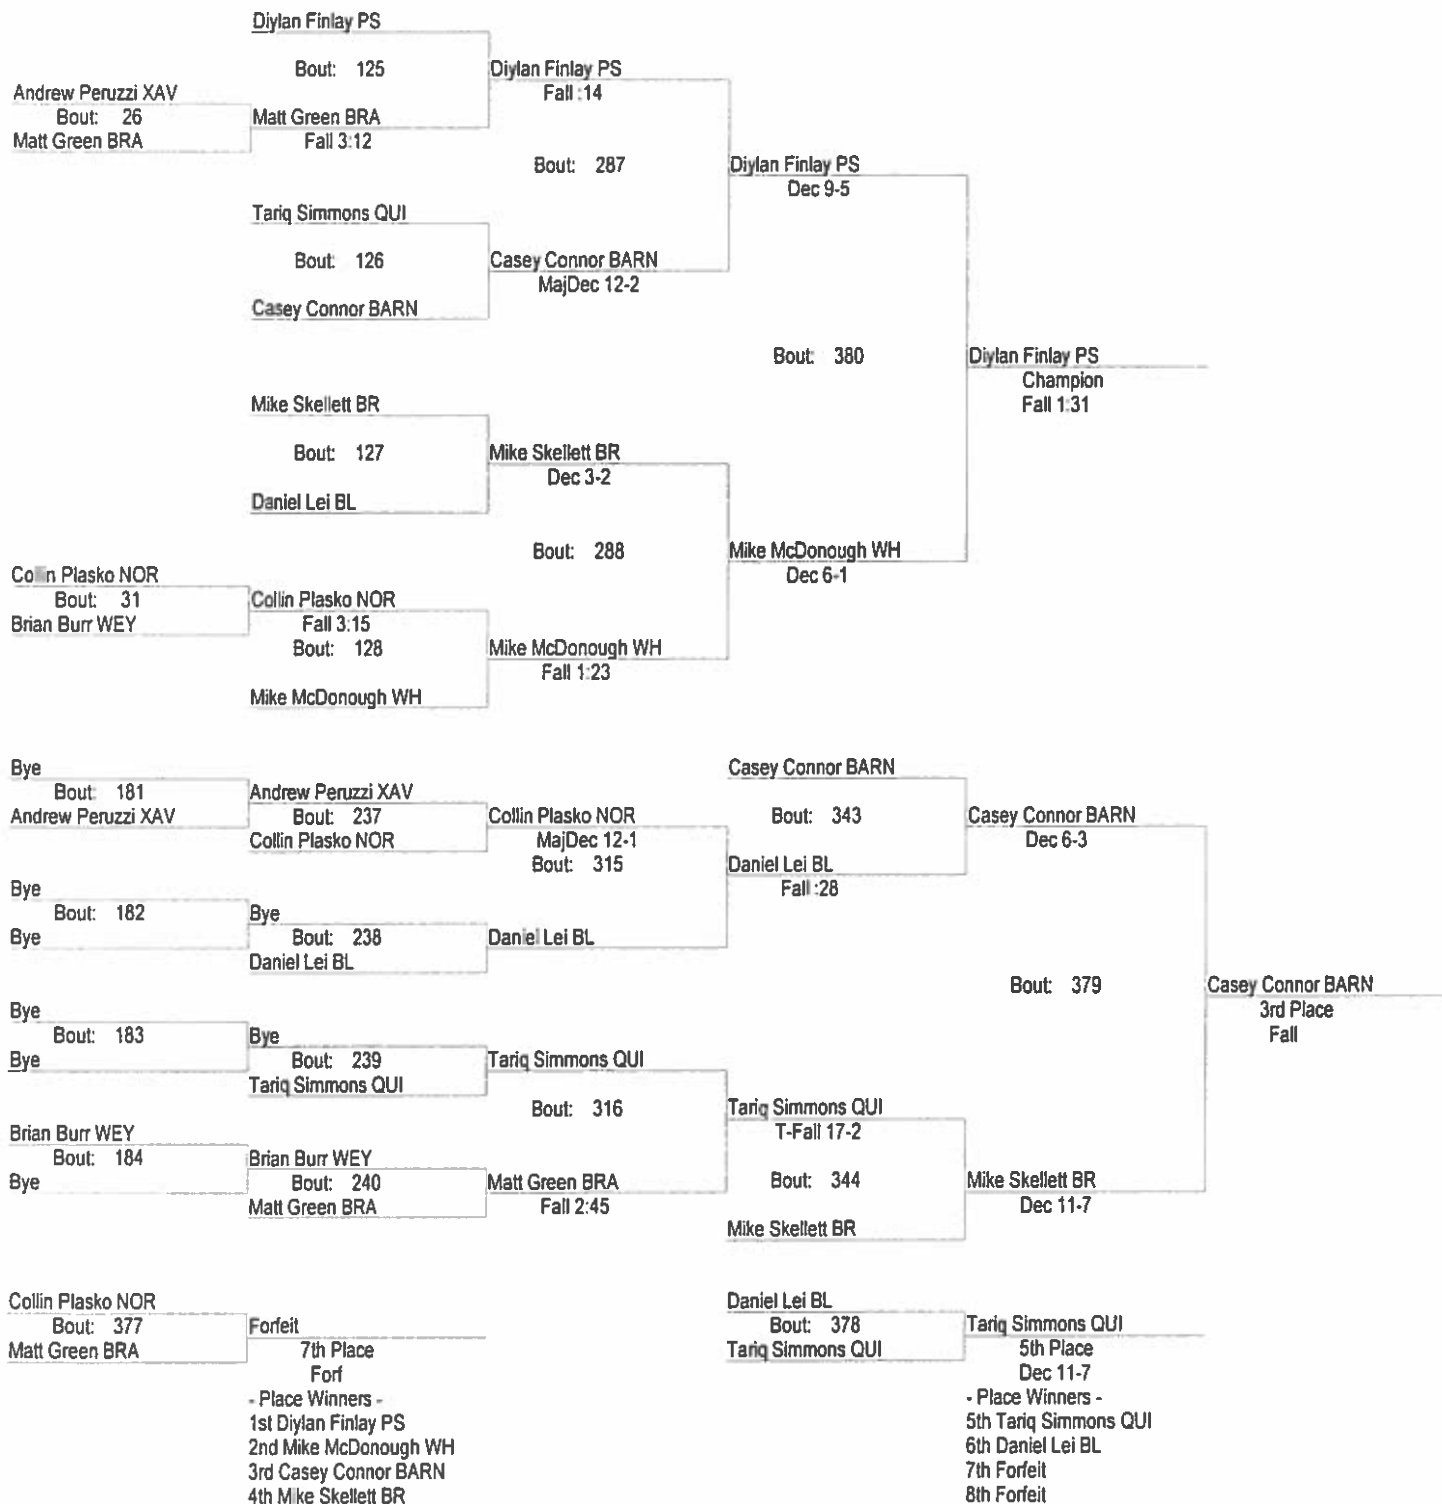 Diylan Finlay PS
Bout: 125
Diylan Finlay PS
Fall :14
Andrew Peruzzi XAV
Bout: 26
Matt Green BRA
Matt Green BRA
Fall 3:12
Bout: 287
Diylan Finlay PS
Dec 9-5
Tariq Simmons QUI
Bout: 126
Casey Connor BARN
MajDec 12-2
Casey Connor BARN
Bout: 380
Diylan Finlay PS
Champion
Fall 1:31
Mike Skellett BR
Bout: 127
Mike Skellett BR
Dec 3-2
Daniel Lei BL
Bout: 288
Mike McDonough WH
Dec 6-1
Collin Plasko NOR
Bout: 31
Brian Burr WEY
Collin Plasko NOR
Fall 3:15
Bout: 128
Mike McDonough WH
Fall 1:23
Mike McDonough WH
Bye
Bout: 181
Andrew Peruzzi XAV
Andrew Peruzzi XAV
Bout: 237
Collin Plasko NOR
Collin Plasko NOR
MajDec 12-1
Bout: 315
Casey Connor BARN
Bout: 343
Daniel Lei BL
Fall :28
Casey Connor BARN
Dec 6-3
Bye
Bout: 182
Bye
Bye
Bout: 238
Daniel Lei BL
Daniel Lei BL
Bout: 379
Casey Connor BARN
3rd Place
Fall
Bye
Bout: 183
Bye
Bye
Bout: 239
Tariq Simmons QUI
Tariq Simmons QUI
Bout: 316
Tariq Simmons QUI
T-Fall 17-2
Bout: 344
Mike Skellett BR
Mike Skellett BR
Dec 11-7
Brian Burr WEY
Bout: 184
Bye
Brian Burr WEY
Bout: 240
Matt Green BRA
Matt Green BRA
Fall 2:45
Collin Plasko NOR
Bout: 377
Matt Green BRA
Forfeit
7th Place
Forf
- Place Winners -
1st Diylan Finlay PS
2nd Mike McDonough WH
3rd Casey Connor BARN
4th Mike Skellett BR
Daniel Lei BL
Bout: 378
Tariq Simmons QUI
Tariq Simmons QUI
5th Place
Dec 11-7
- Place Winners -
5th Tariq Simmons QUI
6th Daniel Lei BL
7th Forfeit
8th Forfeit